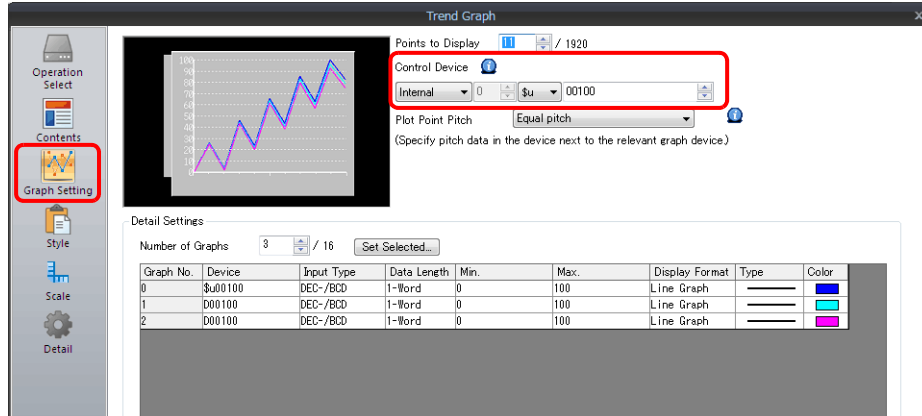 Trend Graph
x
Operation
Select
Contents
Graph Setting
Style
Scale
Detail
100
90
80
70
60
50
40
30
20
10
0
Points to Display 11 / 1920
Control Device
Internal 0 $u 00100
Plot Point Pitch Equal pitch
(Specify pitch data in the device next to the relevant graph device.)
Detail Settings
Number of Graphs 3 / 16 Set Selected...
Graph No. Device Input Type Data Length Min. Max. Display Format Type Color
0 $u00100 DEC-/BCD 1-Word 0 100 Line Graph
1 D00100 DEC-/BCD 1-Word 0 100 Line Graph
2 D00100 DEC-/BCD 1-Word 0 100 Line Graph